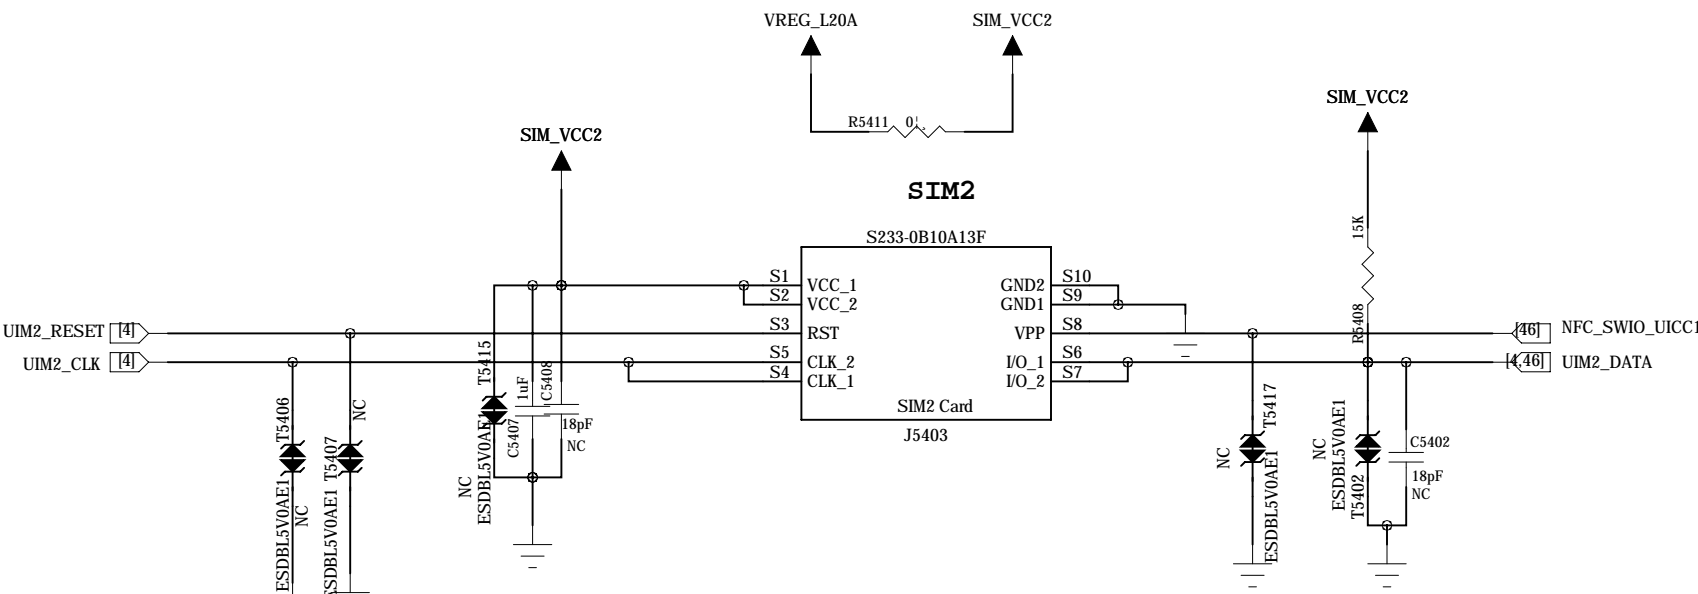 VREG_L20A
SIM_VCC2
R5411
SIM_VCC2
SIM_VCC2
SIM2
S233-0B10A13F
S1 VCC_1
S2 VCC_2
S3 RST
S5 CLK_2
S4 CLK_1
GND2 S10
GND1 S9
VPP S8
I/O_1 S6
I/O_2 S7
SIM2 Card
J5403
UIM2_RESET [4]
UIM2_CLK [4]
[46] NFC_SWIO_UICC1
[4,46] UIM2_DATA
15K
R5408
T5415
1uF
C5408
C5407
18pF
NC
NC
ESDBL5V0AE1
T5406
ESDBL5V0AE1
NC
NC
T5407
ESDBL5V0AE1
T5417
NC
ESDBL5V0AE1
NC
ESDBL5V0AE1
T5402
C5402
18pF
NC